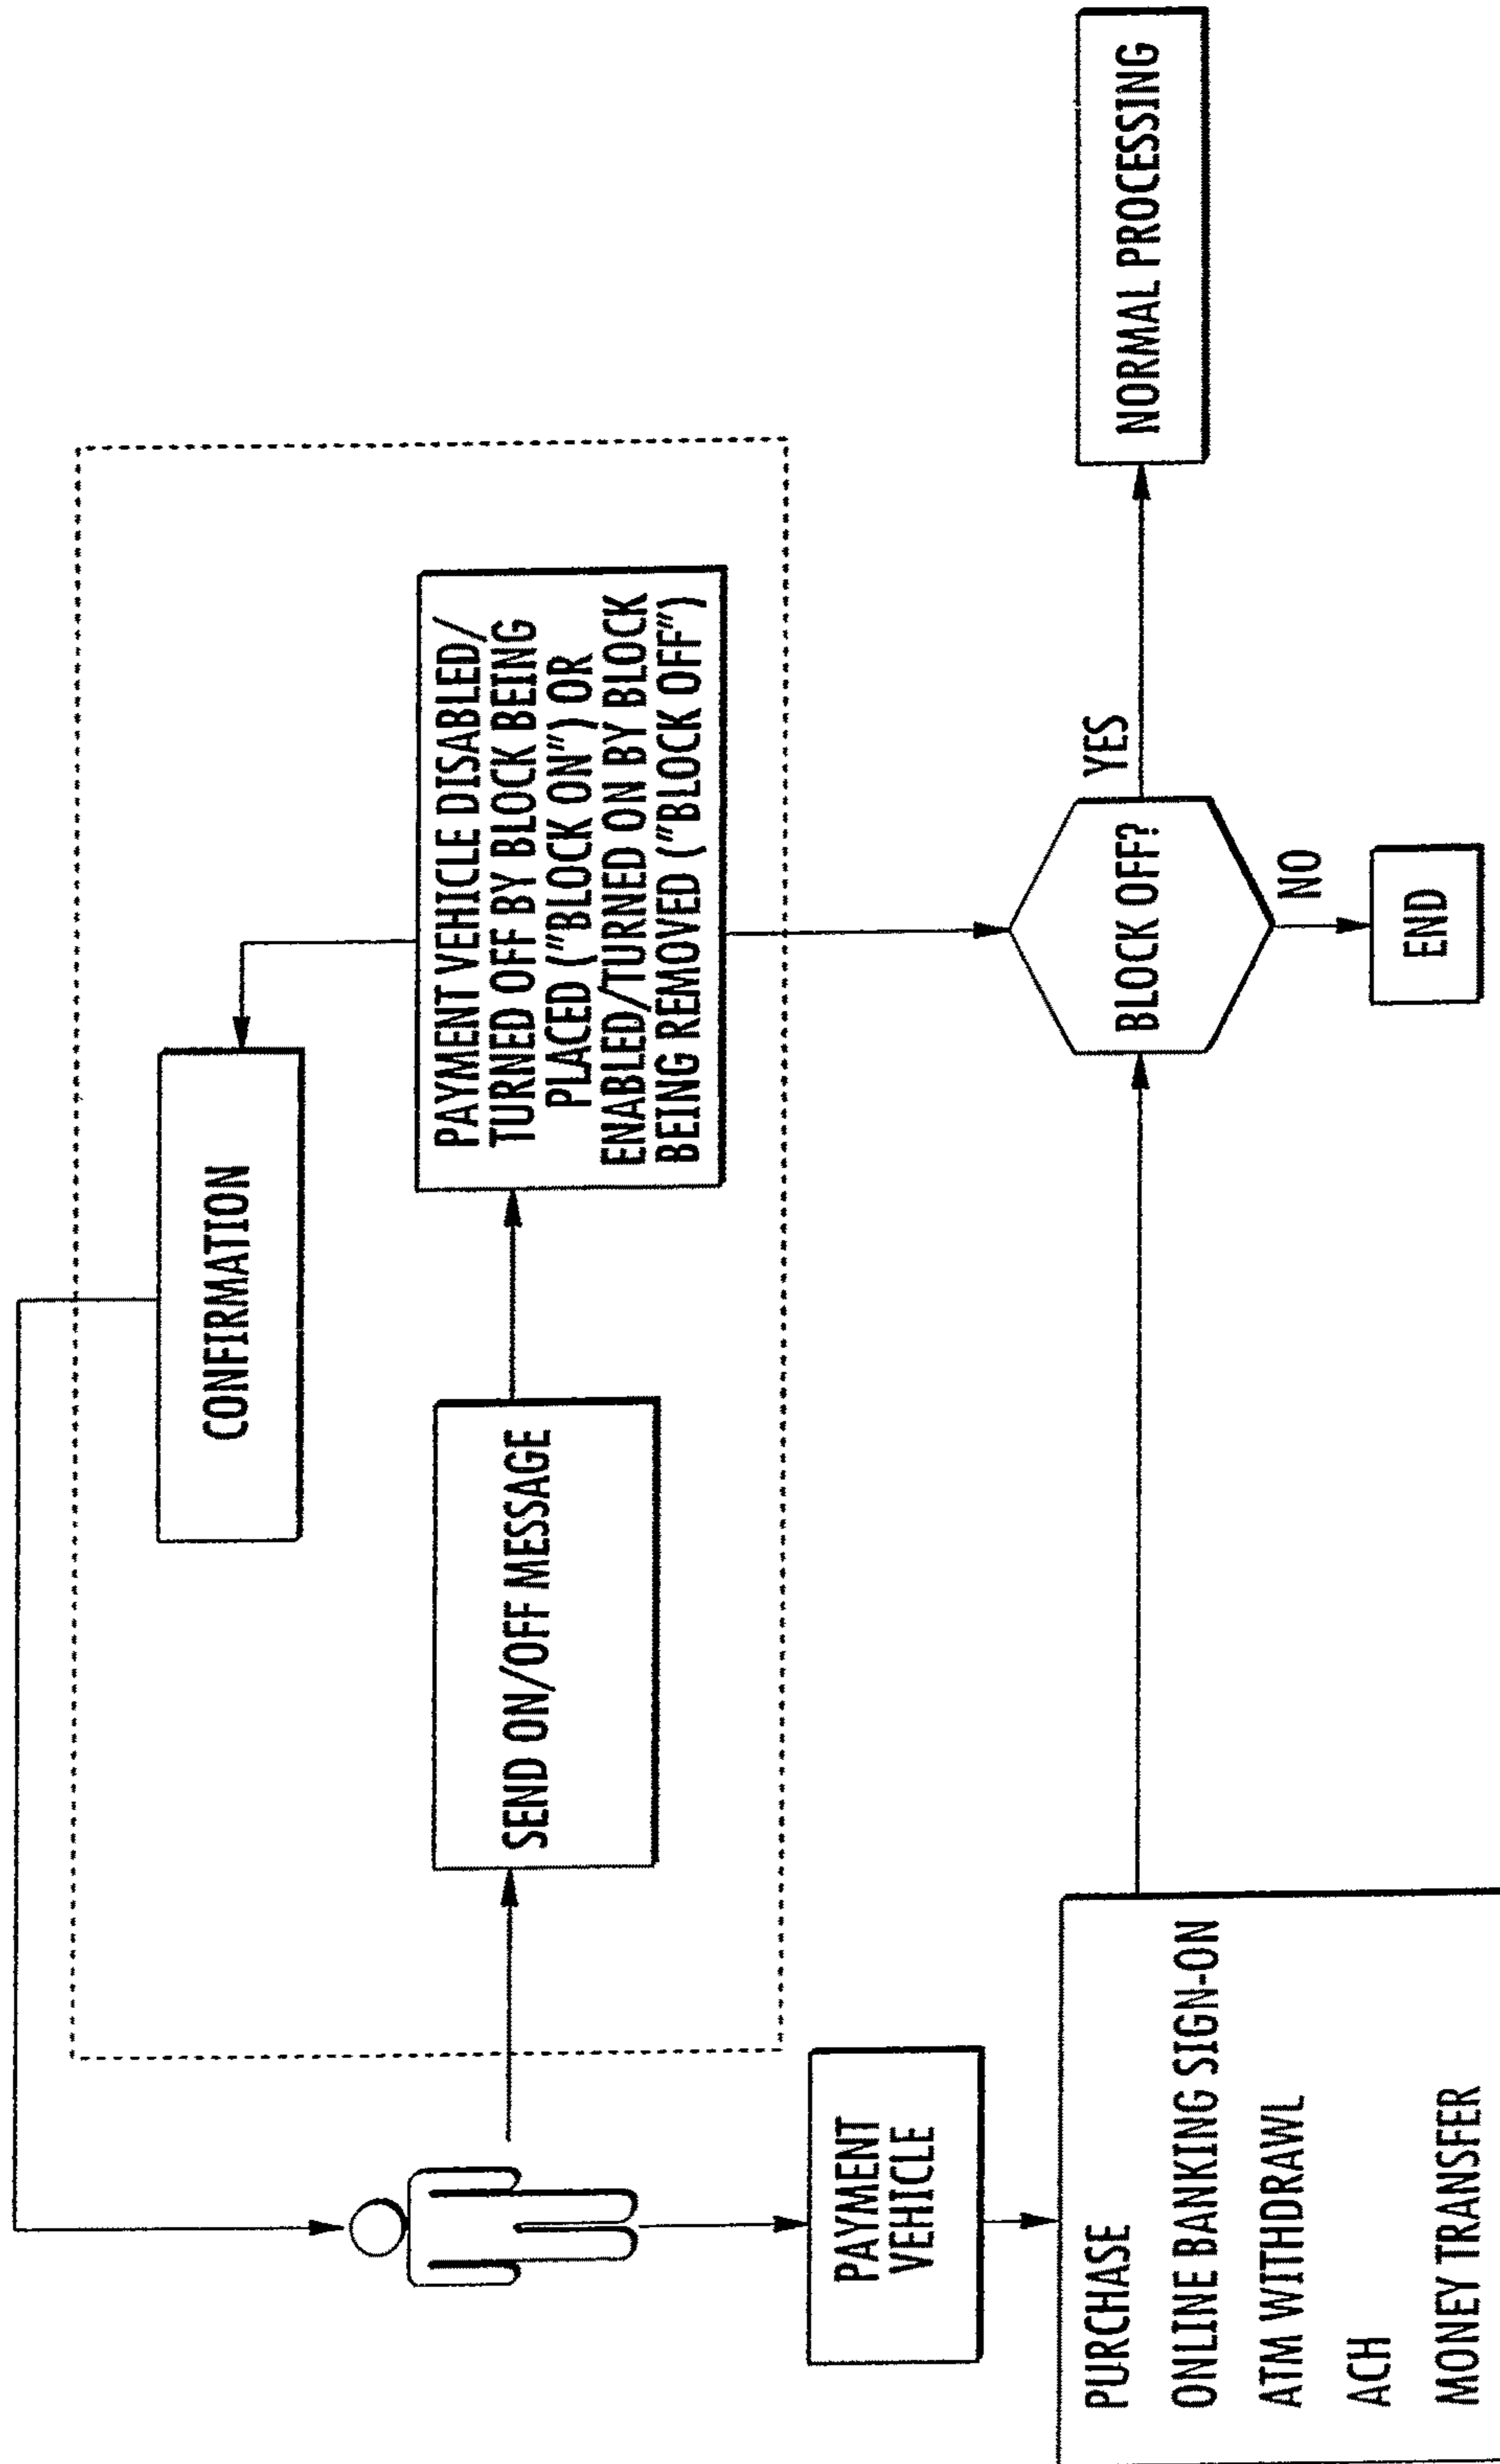 CONFIRMATION
SEND ON/OFF MESSAGE
PAYMENT VEHICLE DISABLED/
TURNED OFF BY BLOCK BEING
PLACED ("BLOCK ON") OR
ENABLED/TURNED ON BY BLOCK
BEING REMOVED ("BLOCK OFF")
PAYMENT
VEHICLE
PURCHASE
ONLINE BANKING SIGN-ON
ATM WITHDRAWL
ACH
MONEY TRANSFER
BLOCK OFF?
YES
NORMAL PROCESSING
NO
END